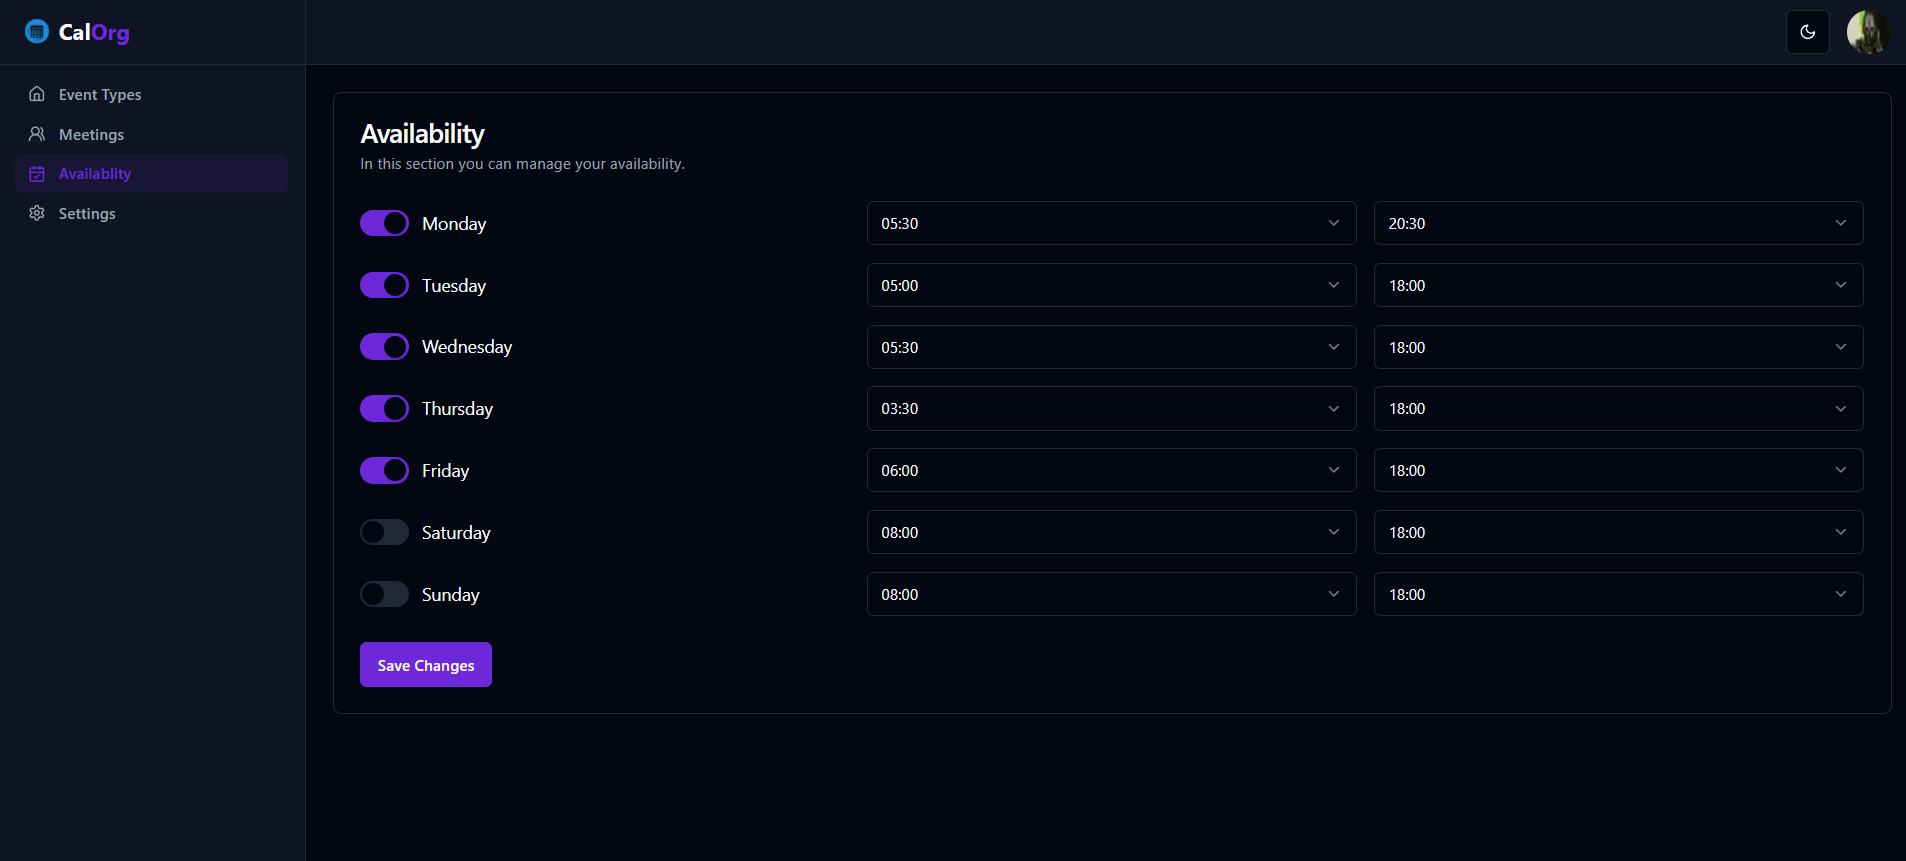 CalOrg
Event Types
Meetings
Availablity
Settings
Availability
In this section you can manage your availability.
Monday 05:30 20:30
Tuesday 05:00 18:00
Wednesday 05:30 18:00
Thursday 03:30 18:00
Friday 06:00 18:00
Saturday 08:00 18:00
Sunday 08:00 18:00
Save Changes